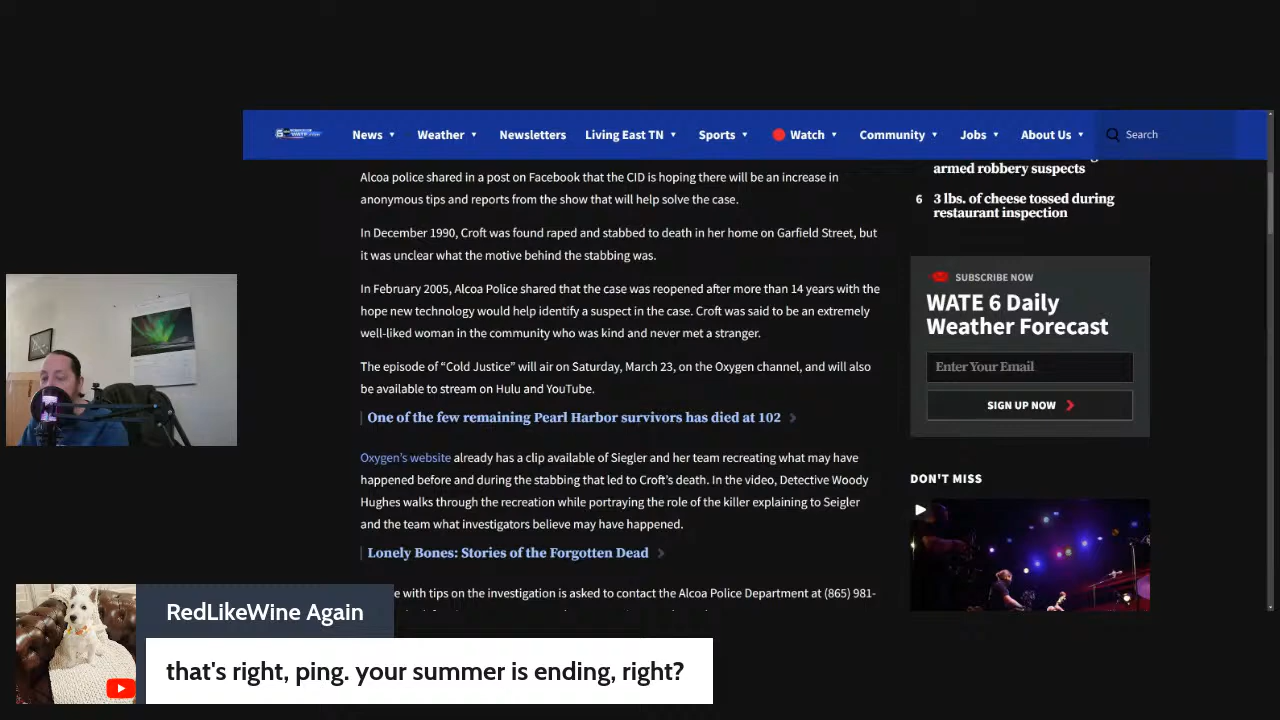 News
Weather
Newsletters
Living East TN
Sports
Watch
Community
Jobs
About Us
Search
Alcoa police shared in a post on Facebook that the CID is hoping there will be an increase in
anonymous tips and reports from the show that will help solve the case.
In December 1990, Croft was found raped and stabbed to death in her home on Garfield Street, but
it was unclear what the motive behind the stabbing was.
In February 2005, Alcoa Police shared that the case was reopened after more than 14 years with the
hope new technology would help identify a suspect in the case. Croft was said to be an extremely
well-liked woman in the community who was kind and never met a stranger.
The episode of “Cold Justice” will air on Saturday, March 23, on the Oxygen channel, and will also
be available to stream on Hulu and YouTube.
One of the few remaining Pearl Harbor survivors has died at 102
Oxygen’s website already has a clip available of Siegler and her team recreating what may have
happened before and during the stabbing that led to Croft’s death. In the video, Detective Woody
Hughes walks through the recreation while portraying the role of the killer explaining to Seigler
and the team what investigators believe may have happened.
Lonely Bones: Stories of the Forgotten Dead
with tips on the investigation is asked to contact the Alcoa Police Department at (865) 981-
armed robbery suspects
6 3 lbs. of cheese tossed during
restaurant inspection
SUBSCRIBE NOW
WATE 6 Daily
Weather Forecast
Enter Your Email
SIGN UP NOW
DON'T MISS
RedLikeWine Again
that's right, ping. your summer is ending, right?